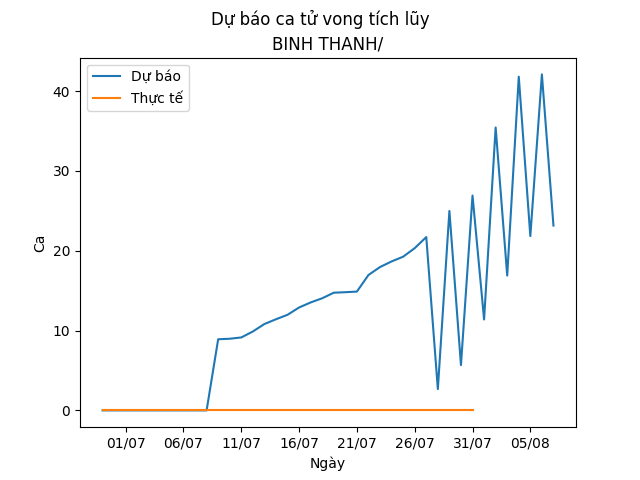 Dự báo ca tử vong tích lũy
BINH THANH/
Dự báo
Thực tế
Ca
40
30
20
10
0
01/07 06/07 11/07 16/07 21/07 26/07 31/07 05/08
Ngày